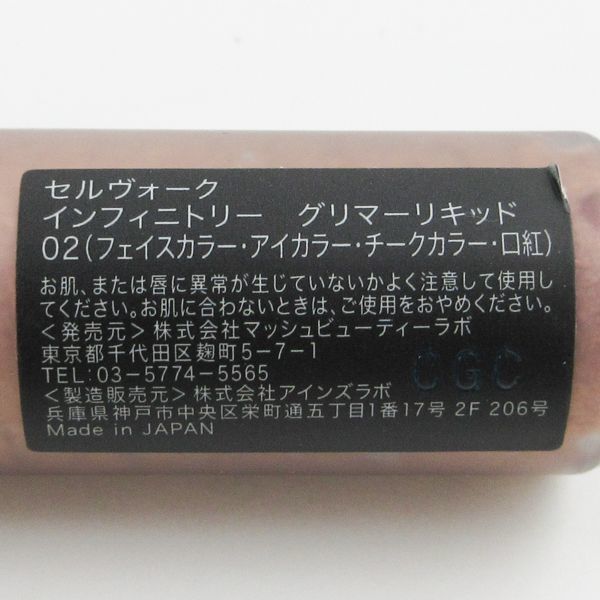 セルヴォーク
インフィニトリー　グリマーリキッド
02(フェイスカラー・アイカラー・チークカラー・口紅)
お肌、または唇に異常が生じていないかよく注意して使用し
てください。お肌に合わないときは、ご使用をおやめください。
<発売元>株式会社マッシュビューティーラボ
東京都千代田区麹町5-7-1
TEL:03-5774-5565
CGC
<製造販売元>株式会社アインズラボ
兵庫県神戸市中央区栄町通五丁目1番17号 2F 206号
Made in JAPAN